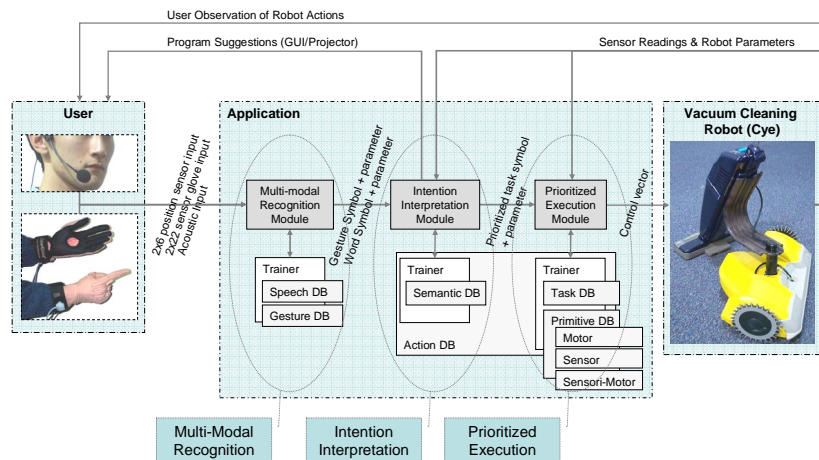 User Observation of Robot Actions
Program Suggestions (GUI/Projector)
Sensor Readings & Robot Parameters
User
Application
Vacuum Cleaning
Robot (Cye)
2x6 position sensor input
2x22 sensor glove input
Acoustic Input
Multi-modal
Recognition
Module
Gesture Symbol + parameter
Word Symbol + parameter
Intention
Interpretation
Module
Prioritized task symbol
+ parameter
Prioritized
Execution
Module
Control vector
Trainer
Speech DB
Gesture DB
Trainer
Semantic DB
Action DB
Trainer
Task DB
Primitive DB
Motor
Sensor
Sensori-Motor
Multi-Modal
Recognition
Intention
Interpretation
Prioritized
Execution